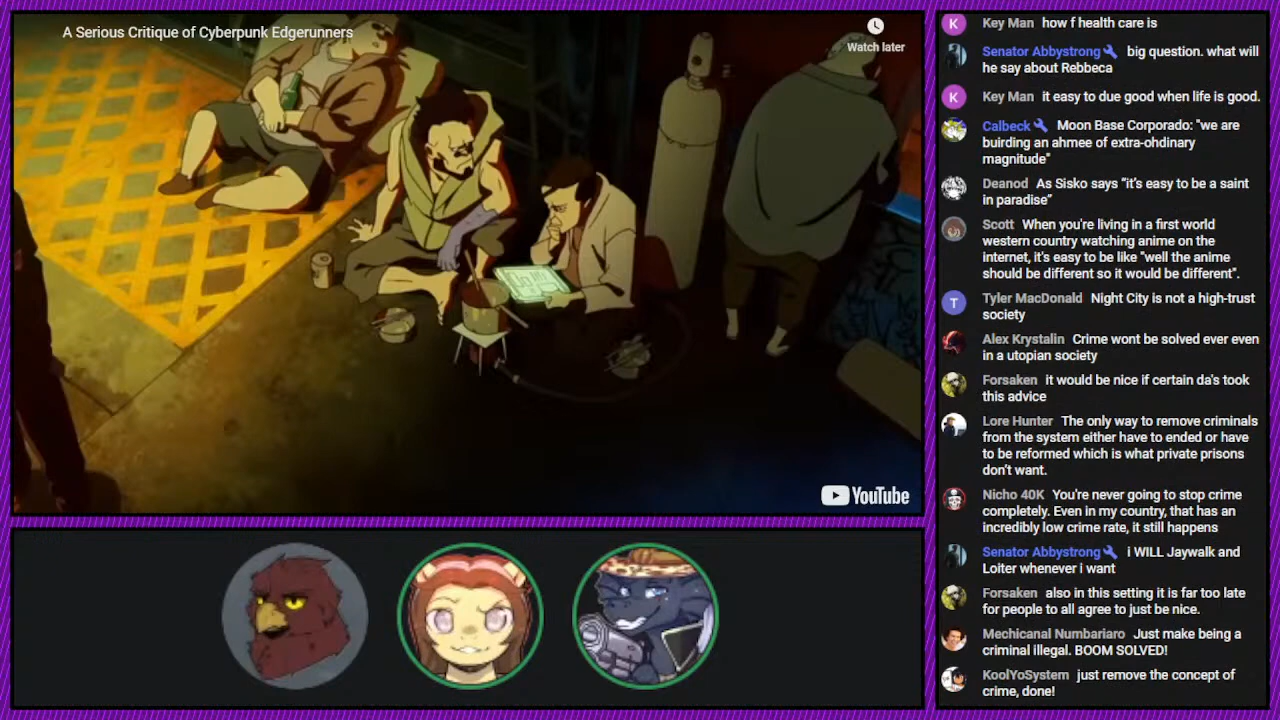 A Serious Critique of Cyberpunk Edgerunners
Watch later
YouTube
K
Key Man how f health care is
Senator Abbystrong big question. what will
he say about Rebbeca
K
Key Man it easy to due good when life is good.
Calbeck Moon Base Corporado: "we are
buirding an ahmee of extra-ohdinary
magnitude"
Deanod As Sisko says “it's easy to be a saint
in paradise”
Scott When you're living in a first world
western country watching anime on the
internet, it's easy to be like "well the anime
should be different so it would be different".
T
Tyler MacDonald Night City is not a high-trust
society
Alex Krystalin Crime wont be solved ever even
in a utopian society
Forsaken it would be nice if certain da's took
this advice
Lore Hunter The only way to remove criminals
from the system either have to ended or have
to be reformed which is what private prisons
don't want.
Nicho 40K You're never going to stop crime
completely. Even in my country, that has an
incredibly low crime rate, it still happens
Senator Abbystrong i WILL Jaywalk and
Loiter whenever i want
Forsaken also in this setting it is far too late
for people to all agree to just be nice.
Mechicanal Numbariaro Just make being a
criminal illegal. BOOM SOLVED!
KoolYoSystem just remove the concept of
crime, done!